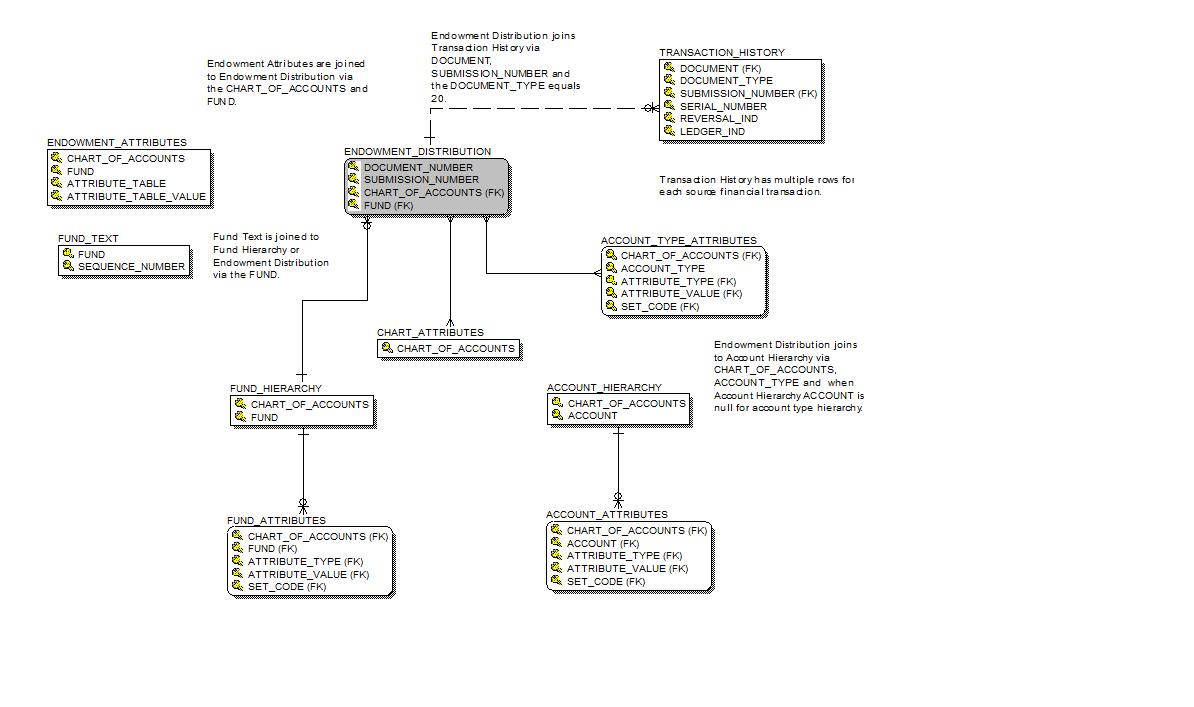 Endowment Distribution joins
Transaction History via
DOCUMENT,
SUBMISSION_NUMBER and
the DOCUMENT_TYPE equals
20.
Endowment Attributes are joined
to Endowment Distribution via
the CHART_OF_ACCOUNTS and
FUND.
TRANSACTION_HISTORY
DOCUMENT (FK)
DOCUMENT_TYPE
SUBMISSION_NUMBER (FK)
SERIAL_NUMBER
REVERSAL_IND
LEDGER_IND
ENDOWMENT_ATTRIBUTES
CHART_OF_ACCOUNTS
FUND
ATTRIBUTE_TABLE
ATTRIBUTE_TABLE_VALUE
ENDOWMENT_DISTRIBUTION
DOCUMENT_NUMBER
SUBMISSION_NUMBER
CHART_OF_ACCOUNTS (FK)
FUND (FK)
Transaction History has multiple rows for
each source financial transaction.
FUND_TEXT
FUND
SEQUENCE_NUMBER
Fund Text is joined to
Fund Hierarchy or
Endowment Distribution
via the FUND.
ACCOUNT_TYPE_ATTRIBUTES
CHART_OF_ACCOUNTS (FK)
ACCOUNT_TYPE
ATTRIBUTE_TYPE (FK)
ATTRIBUTE_VALUE (FK)
SET_CODE (FK)
CHART_ATTRIBUTES
CHART_OF_ACCOUNTS
Endowment Distribution joins
to Account Hierarchy via
CHART_OF_ACCOUNTS,
ACCOUNT_TYPE and when
Account Hierarchy ACCOUNT is
null for account type hierarchy.
FUND_HIERARCHY
CHART_OF_ACCOUNTS
FUND
ACCOUNT_HIERARCHY
CHART_OF_ACCOUNTS
ACCOUNT
FUND_ATTRIBUTES
CHART_OF_ACCOUNTS (FK)
FUND (FK)
ATTRIBUTE_TYPE (FK)
ATTRIBUTE_VALUE (FK)
SET_CODE (FK)
ACCOUNT_ATTRIBUTES
CHART_OF_ACCOUNTS (FK)
ACCOUNT (FK)
ATTRIBUTE_TYPE (FK)
ATTRIBUTE_VALUE (FK)
SET_CODE (FK)